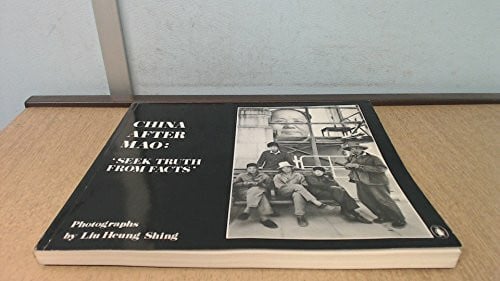 CHINA
AFTER
MAO:
'SEEK TRUTH
FROM FACTS'
Photographs
by Liu Heung Shing